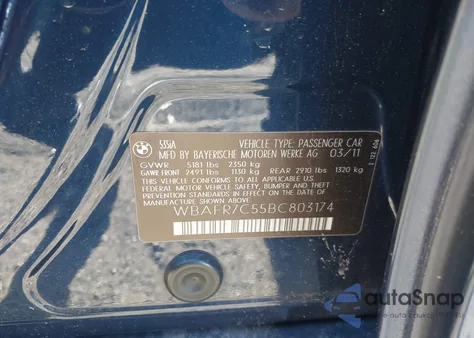 535iA VEHICLE TYPE: PASSENGER CAR
MFD BY BAYERISCHE MOTOREN WERKE AG 03/11
GVWR 5181 lbs 2350 kg
GAWR FRONT 2491 lbs 1130 kg REAR 2910 lbs 1320 kg
THIS VEHICLE CONFORMS TO ALL APPLICABLE
U.S. FEDERAL MOTOR VEHICLE SAFETY, BUMPER AND THEFT
PREVENTION STANDARDS IN EFFECT ON THE DATE OF
MANUFACTURE SHOWN ABOVE.
WBAFR7C55BC803174
autoSnap